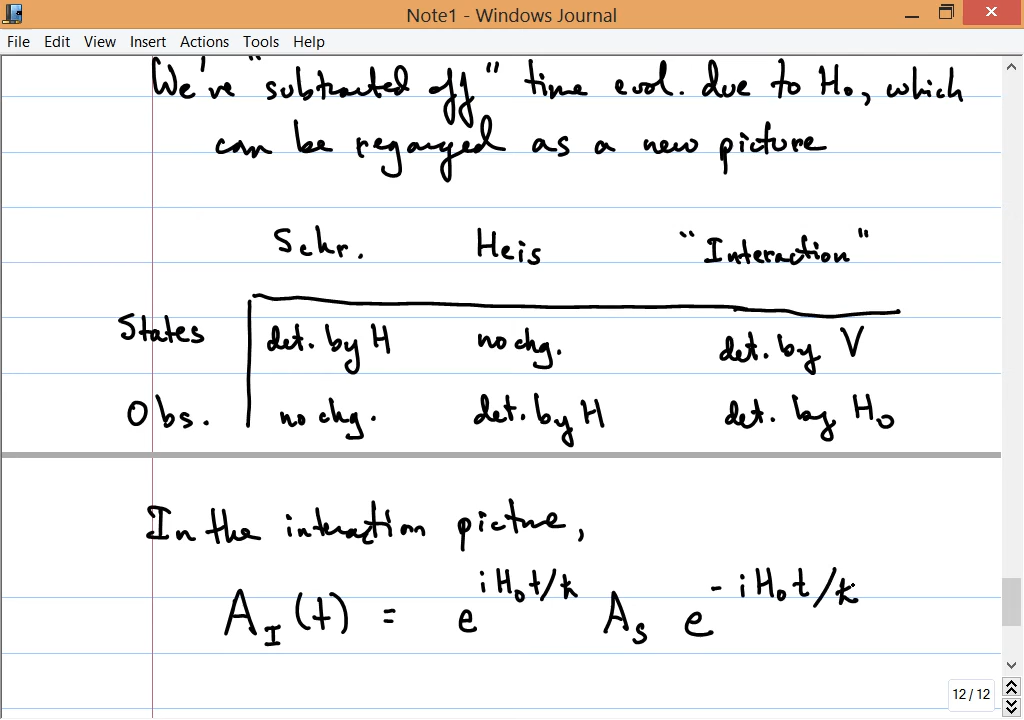 Note1 - Windows Journal
File Edit View Insert Actions Tools Help
We've "subtracted off" time evol. due to H₀, which
can be regarged as a new picture
Schr. Heis "Interaction"
States det. by H no chg. det. by V
Obs. no chg. det. by H det. by H₀
In the interaction picture,
A_I(t) = e^{iH₀t/ħ} A_S e^{-iH₀t/ħ}
12 / 12